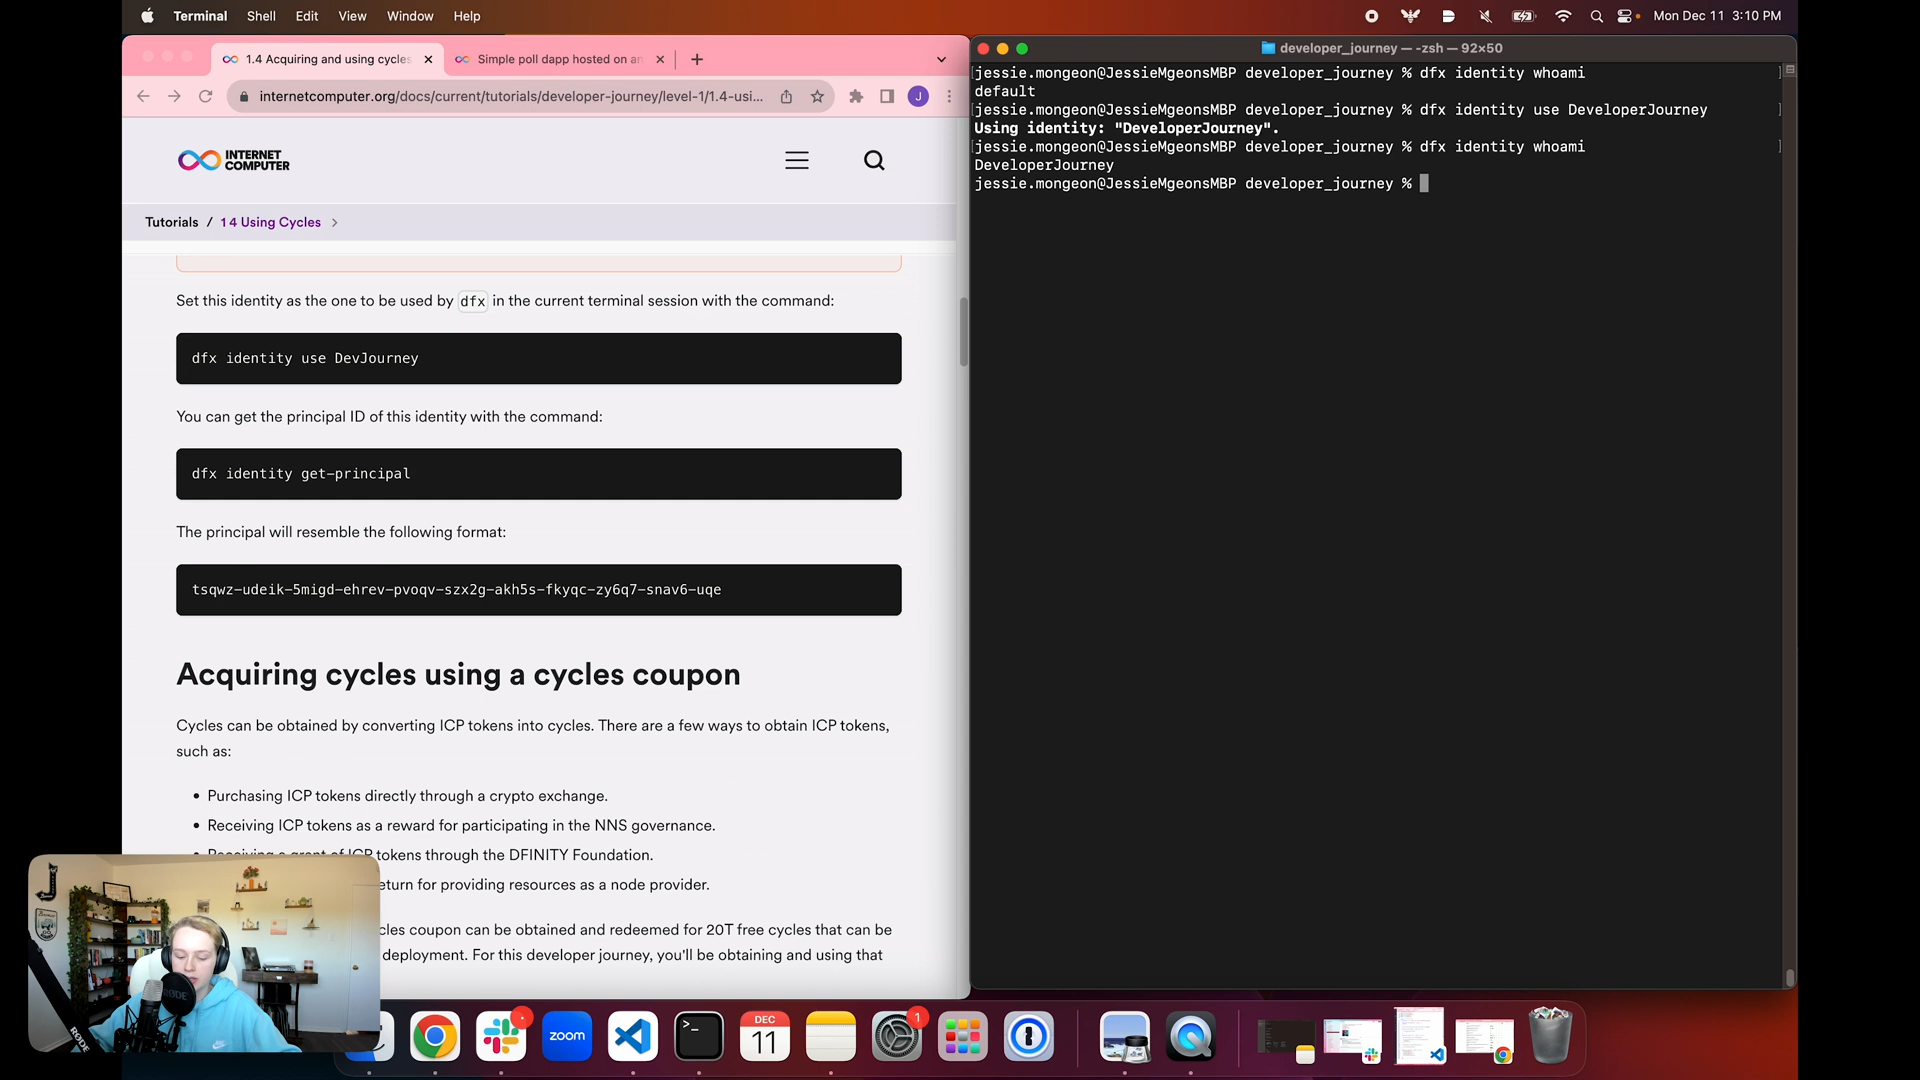 Terminal Shell Edit View Window Help
Mon Dec 11 3:10 PM
1.4 Acquiring and using cycles
Simple poll dapp hosted on an
internetcomputer.org/docs/current/tutorials/developer-journey/level-1/1.4-usi...
J
INTERNET
COMPUTER
Tutorials / 1 4 Using Cycles >
Set this identity as the one to be used by dfx in the current terminal session with the command:
dfx identity use DevJourney
You can get the principal ID of this identity with the command:
dfx identity get-principal
The principal will resemble the following format:
tsqwz-udeik-5migd-ehrev-pvoqv-szx2g-akh5s-fkyqc-zy6q7-snav6-uqe
Acquiring cycles using a cycles coupon
Cycles can be obtained by converting ICP tokens into cycles. There are a few ways to obtain ICP tokens,
such as:
• Purchasing ICP tokens directly through a crypto exchange.
• Receiving ICP tokens as a reward for participating in the NNS governance.
• Receiving a grant of ICP tokens through the DFINITY Foundation.
eturn for providing resources as a node provider.
cles coupon can be obtained and redeemed for 20T free cycles that can be
deployment. For this developer journey, you'll be obtaining and using that
developer_journey — -zsh — 92×50
[jessie.mongeon@JessieMgeonsMBP developer_journey % dfx identity whoami ]
default
[jessie.mongeon@JessieMgeonsMBP developer_journey % dfx identity use DeveloperJourney ]
Using identity: "DeveloperJourney".
[jessie.mongeon@JessieMgeonsMBP developer_journey % dfx identity whoami ]
DeveloperJourney
jessie.mongeon@JessieMgeonsMBP developer_journey %
RØDE
RØDE
zoom
>_
DEC
11
1